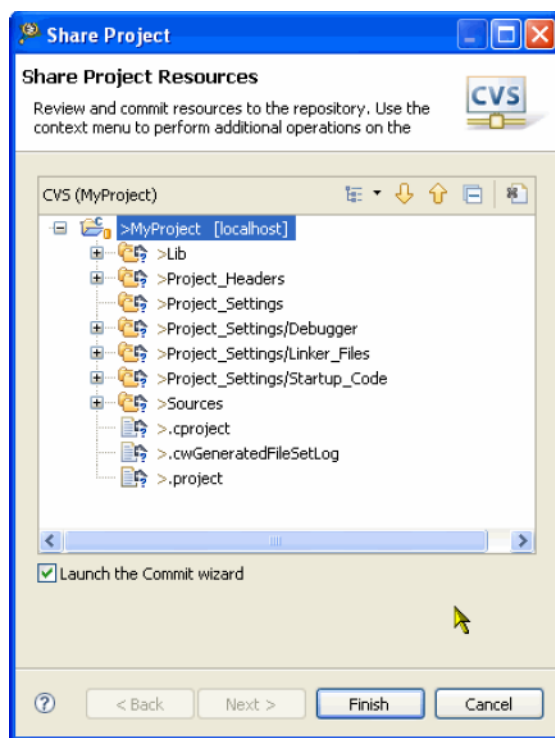 Share Project
Share Project Resources
Review and commit resources to the repository. Use the
context menu to perform additional operations on the
CVS
CVS (MyProject)
>MyProject [localhost]
>Lib
>Project_Headers
>Project_Settings
>Project_Settings/Debugger
>Project_Settings/Linker_Files
>Project_Settings/Startup_Code
>Sources
>.cproject
>.cwGeneratedFileSetLog
>.project
Launch the Commit wizard
< Back Next > Finish Cancel